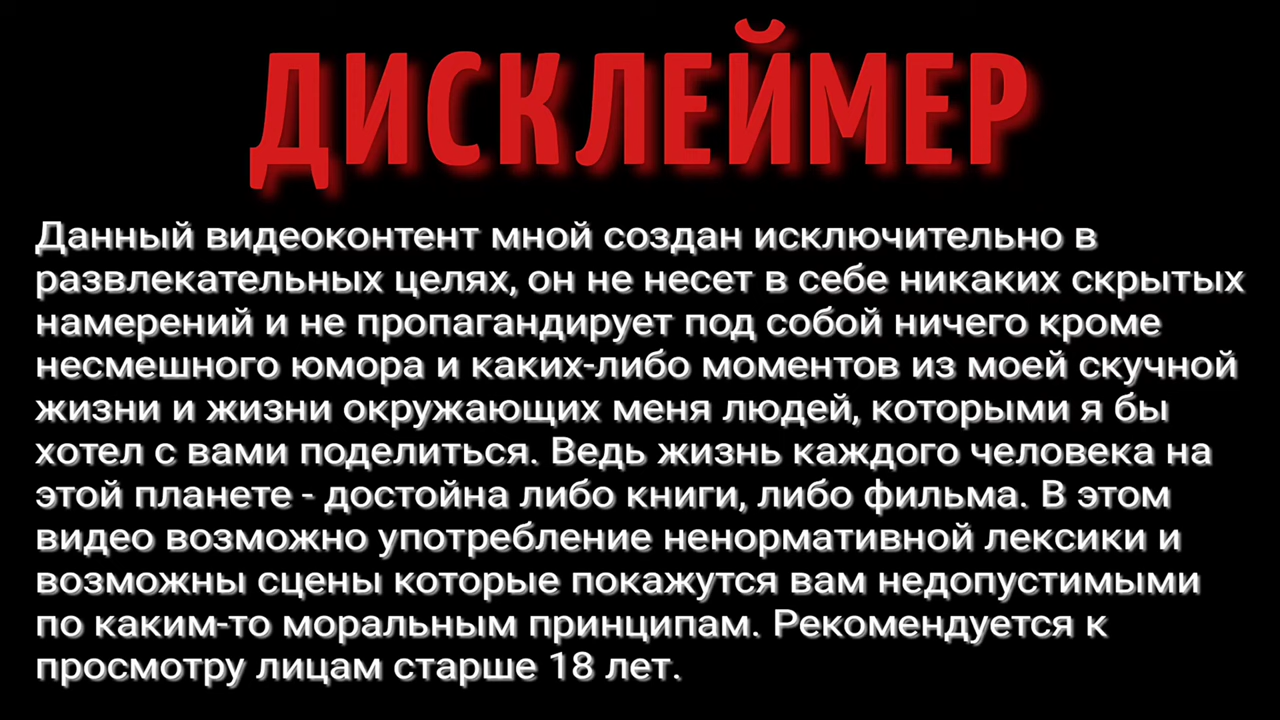 ДИСКЛЕЙМЕР
Данный видеоконтент мной создан исключительно в
развлекательных целях, он не несет в себе никаких скрытых
намерений и не пропагандирует под собой ничего кроме
несмешного юмора и каких-либо моментов из моей скучной
жизни и жизни окружающих меня людей, которыми я бы
хотел с вами поделиться. Ведь жизнь каждого человека на
этой планете - достойна либо книги, либо фильма. В этом
видео возможно употребление ненормативной лексики и
возможны сцены которые покажутся вам недопустимыми
по каким-то моральным принципам. Рекомендуется к
просмотру лицам старше 18 лет.